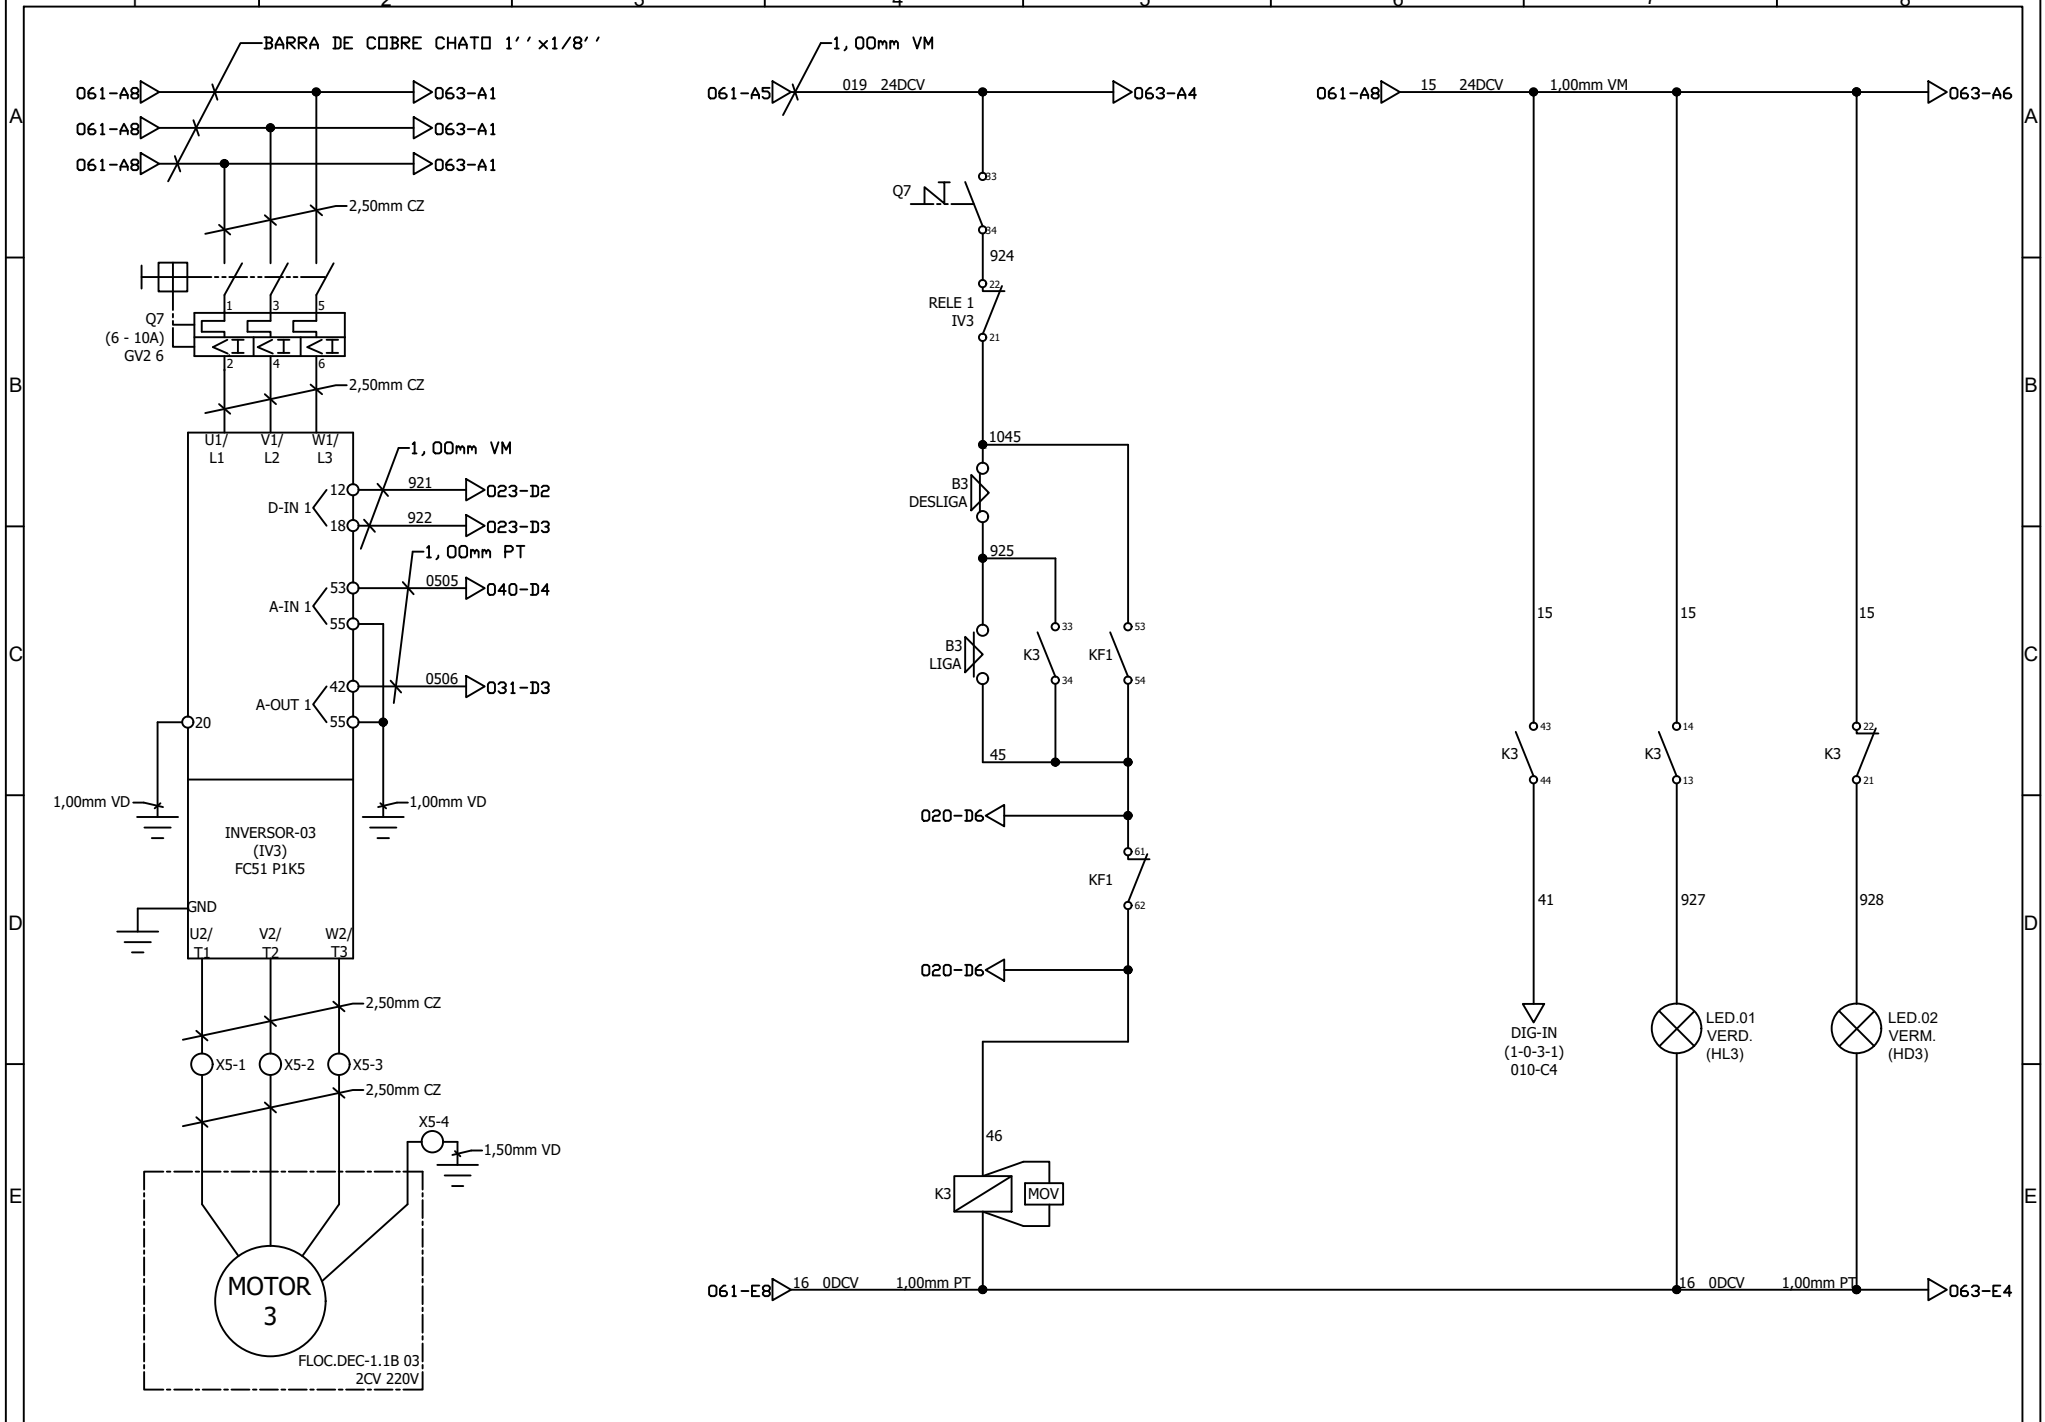 2 3 4 5 6 7 8
BARRA DE COBRE CHATO 1''x1/8''
1,00mm VM
061-A8 063-A1
061-A8 063-A1
061-A8 063-A1
061-A5 019 24DCV 063-A4
061-A8 15 24DCV 1,00mm VM 063-A6
A A
2,50mm CZ
Q7
33
34
924
1 3 5
Q7
(6 - 10A)
GV2 6
I I I
2 4 6
RELE 1
IV3
22
21
2,50mm CZ
B B
U1/ V1/ W1/
L1 L2 L3
1,00mm VM
D-IN 1
12 921 023-D2
18 922 023-D3
1,00mm PT
A-IN 1
53 0505 040-D4
55
A-OUT 1
42 0506 031-D3
55
20
1045
B3
DESLIGA
925
B3
LIGA
K3
33
34
KF1
53
54
45
C C
15 15 15
K3 43 44
K3 14 13
K3 22 21
1,00mm VD
1,00mm VD
INVERSOR-03
(IV3)
FC51 P1K5
020-D6
KF1
61
62
020-D6
41 927 928
D D
GND
U2/ V2/ W2/
T1 T2 T3
2,50mm CZ
X5-1 X5-2 X5-3
2,50mm CZ
X5-4
1,50mm VD
DIG-IN
(1-0-3-1)
010-C4
LED.01
VERD.
(HL3)
LED.02
VERM.
(HD3)
46
K3
MOV
E E
MOTOR
3
FLOC.DEC-1.1B 03
2CV 220V
061-E8 16 0DCV 1,00mm PT 16 0DCV 1,00mm PT 063-E4